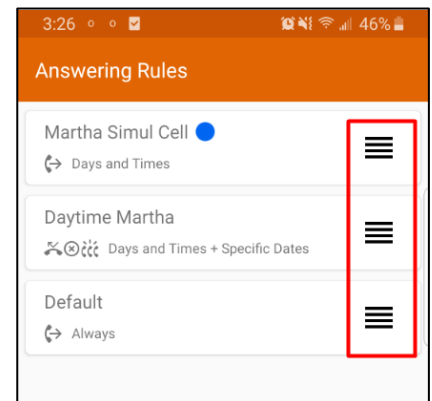 3:26 46%
Answering Rules
Martha Simul Cell
Days and Times
Daytime Martha
Days and Times + Specific Dates
Default
Always